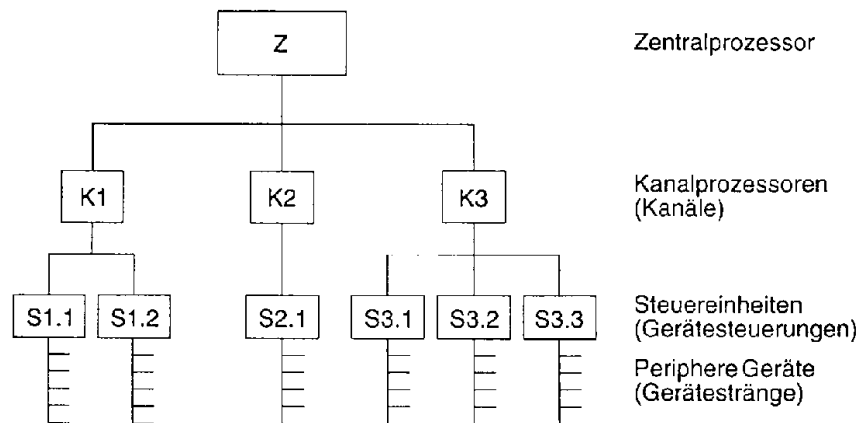 Z
Zentralprozessor
K1
K2
K3
Kanalprozessoren
(Kanäle)
S1.1
S1.2
S2.1
S3.1
S3.2
S3.3
Steuereinheiten
(Gerätesteuerungen)
Periphere Geräte
(Gerätestränge)